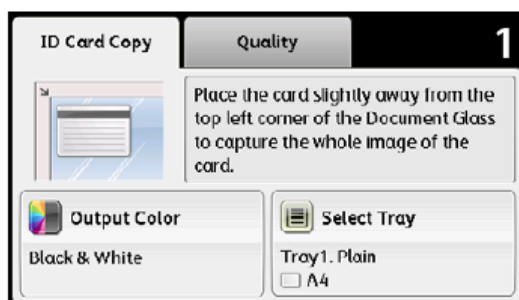 ID Card Copy
Quality
1
Place the card slightly away from the
top left corner of the Document Glass
to capture the whole image of the
card.
Output Color
Black & White
Select Tray
Tray1. Plain
A4